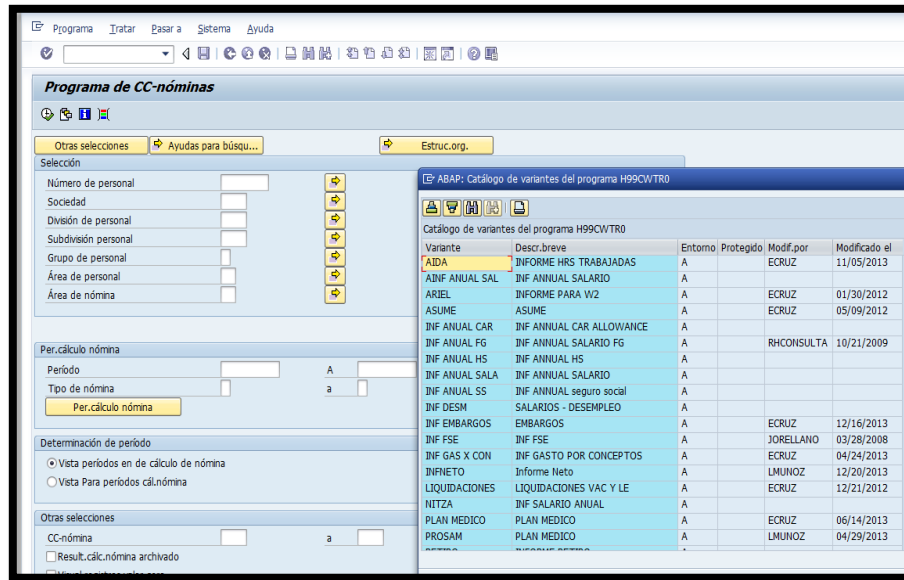 Programa Tratar Pasar a Sistema Ayuda
Programa de CC-nóminas
Otras selecciones Ayudas para búsqu... Estruc.org.
Selección
Número de personal
Sociedad
División de personal
Subdivisión personal
Grupo de personal
Área de personal
Área de nómina
Per.cálculo nómina
Período A
Tipo de nómina a
Per.cálculo nómina
Determinación de período
Vista períodos en de cálculo de nómina
Vista Para períodos cál.nómina
Otras selecciones
CC-nómina a
Result.cálc.nómina archivado
ABAP: Catálogo de variantes del programa H99CWTR0
Catálogo de variantes del programa H99CWTR0
Variante Descr.breve Entorno Protegido Modif.por Modificado el
AIDA INFORME HRS TRABAJADAS A ECRUZ 11/05/2013
AINF ANUAL SAL INF ANNUAL SALARIO A
ARIEL INFORME PARA W2 A ECRUZ 01/30/2012
ASUME ASUME A ECRUZ 05/09/2012
INF ANUAL CAR INF ANNUAL CAR ALLOWANCE A
INF ANUAL FG INF ANNUAL SALARIO FG A RHCONSULTA 10/21/2009
INF ANUAL HS INF ANNUAL HS A
INF ANUAL SALA INF ANNUAL SALARIO A
INF ANUAL SS INF ANNUAL seguro social A
INF DESM SALARIOS - DESEMPLEO A
INF EMBARGOS EMBARGOS A ECRUZ 12/16/2013
INF FSE INF FSE A JORELLANO 03/28/2008
INF GAS X CON INF GASTO POR CONCEPTOS A ECRUZ 04/24/2013
INFNETO Informe Neto A LMUNOZ 12/20/2013
LIQUIDACIONES LIQUIDACIONES VAC Y LE A ECRUZ 12/21/2012
NITZA INF SALARIO ANUAL A
PLAN MEDICO PLAN MEDICO A ECRUZ 06/14/2013
PROSAM PLAN MEDICO A LMUNOZ 04/29/2013